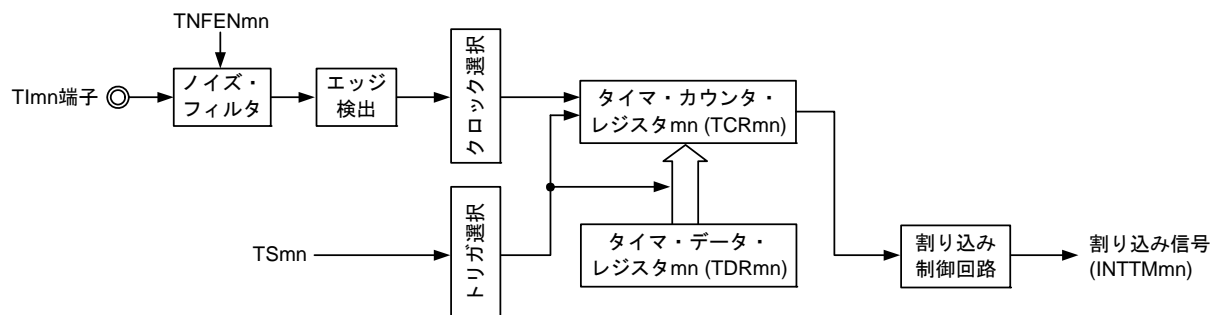 TNFENmn
TImn端子
ノイズ・
フィルタ
エッジ
検出
クロック選択
タイマ・カウンタ・
レジスタmn (TCRmn)
TSmn
トリガ選択
タイマ・データ・
レジスタmn (TDRmn)
割り込み
制御回路
割り込み信号
(INTTMmn)